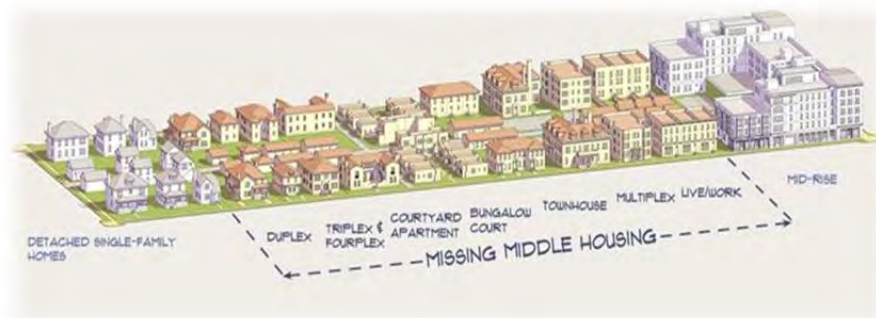 DETACHED SINGLE-FAMILY
HOMES
DUPLEX
TRIPLEX &
FOURPLEX
COURTYARD
APARTMENT
BUNGALOW
COURT
TOWNHOUSE
MULTIPLEX
LIVE/WORK
MID-RISE
MISSING MIDDLE HOUSING